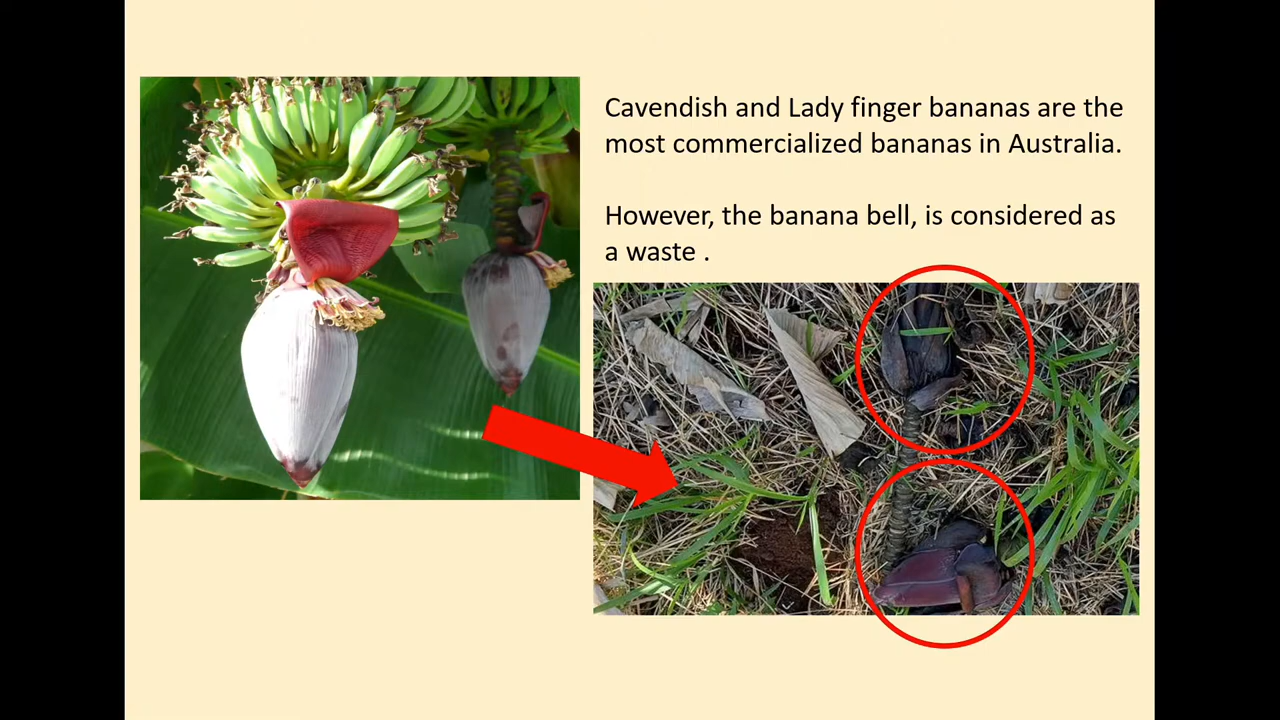 Cavendish and Lady finger bananas are the
most commercialized bananas in Australia.
However, the banana bell, is considered as
a waste .